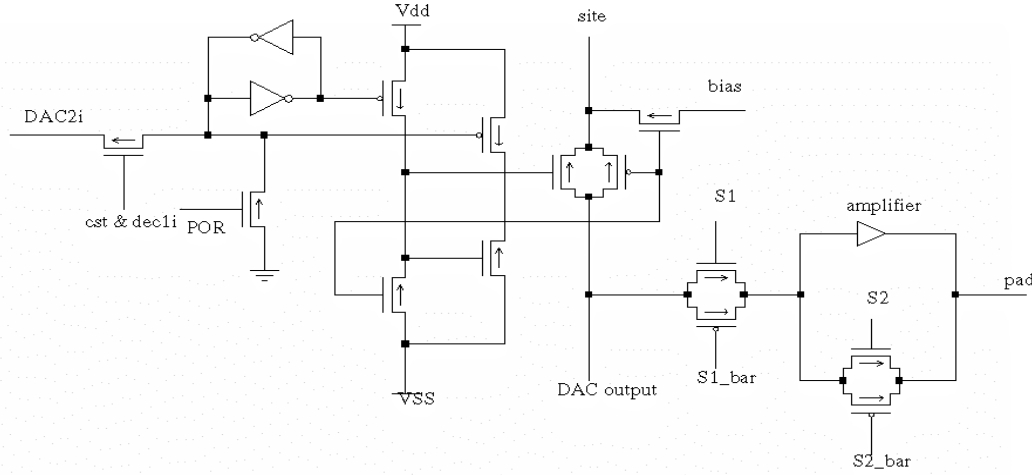 Vdd
site
bias
DAC2i
cst & dec1i
POR
S1
amplifier
pad
S2
S1_bar
DAC output
VSS
S2_bar